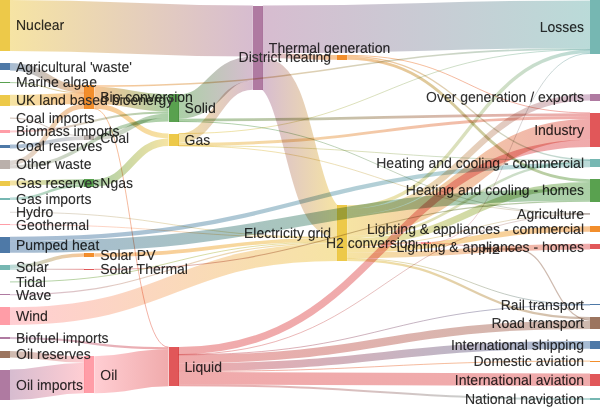 Nuclear
Losses
Thermal generation
District heating
Agricultural 'waste'
Marine algae
UK land based bioenergy
Bio-conversion
Over generation / exports
Solid
Coal imports
Biomass imports
Coal
Industry
Gas
Coal reserves
Other waste
Heating and cooling - commercial
Gas reserves
Ngas
Heating and cooling - homes
Gas imports
Hydro
Agriculture
Geothermal
Electricity grid
Lighting & appliances - commercial
Pumped heat
H2 conversion
H2
Lighting & appliances - homes
Solar PV
Solar
Solar Thermal
Tidal
Wave
Rail transport
Wind
Road transport
Biofuel imports
International shipping
Oil reserves
Domestic aviation
Liquid
Oil
International aviation
Oil imports
National navigation